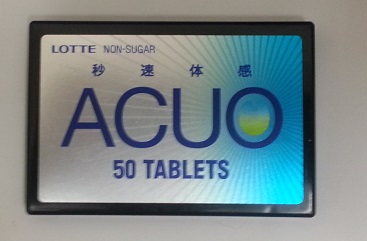 LOTTE NON-SUGAR
秒速体感
ACUO
50 TABLETS